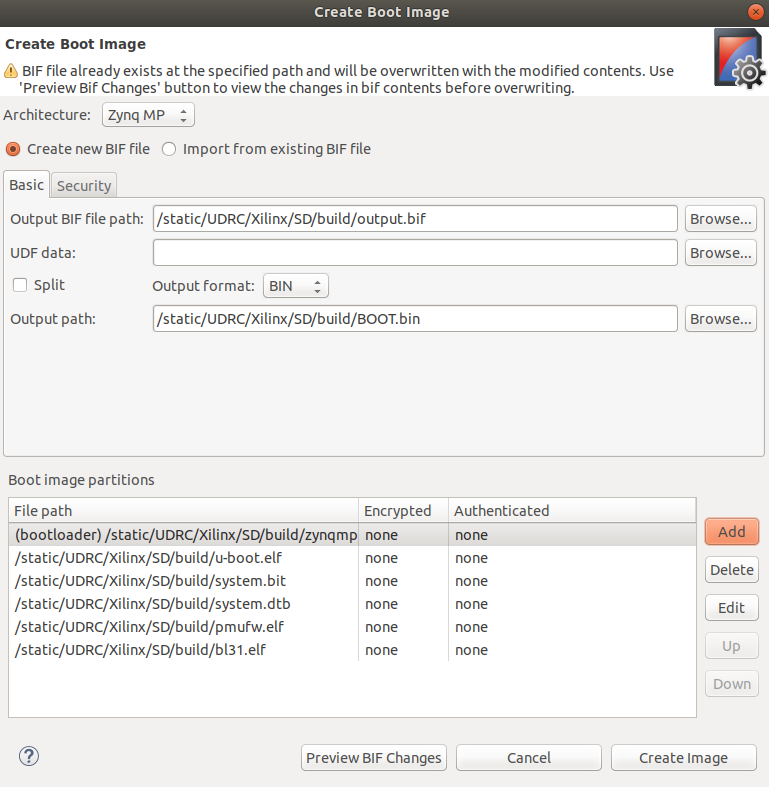 Create Boot Image
Create Boot Image
BIF file already exists at the specified path and will be overwritten with the modified contents. Use
'Preview Bif Changes' button to view the changes in bif contents before overwriting.
Architecture: Zynq MP
Create new BIF file Import from existing BIF file
Basic Security
Output BIF file path: /static/UDRC/Xilinx/SD/build/output.bif Browse...
UDF data: Browse...
Split Output format: BIN
Output path: /static/UDRC/Xilinx/SD/build/BOOT.bin Browse...
Boot image partitions
File path Encrypted Authenticated
(bootloader) /static/UDRC/Xilinx/SD/build/zynqmp none none
/static/UDRC/Xilinx/SD/build/u-boot.elf none none
/static/UDRC/Xilinx/SD/build/system.bit none none
/static/UDRC/Xilinx/SD/build/system.dtb none none
/static/UDRC/Xilinx/SD/build/pmufw.elf none none
/static/UDRC/Xilinx/SD/build/bl31.elf none none
Add
Delete
Edit
Up
Down
? Preview BIF Changes Cancel Create Image